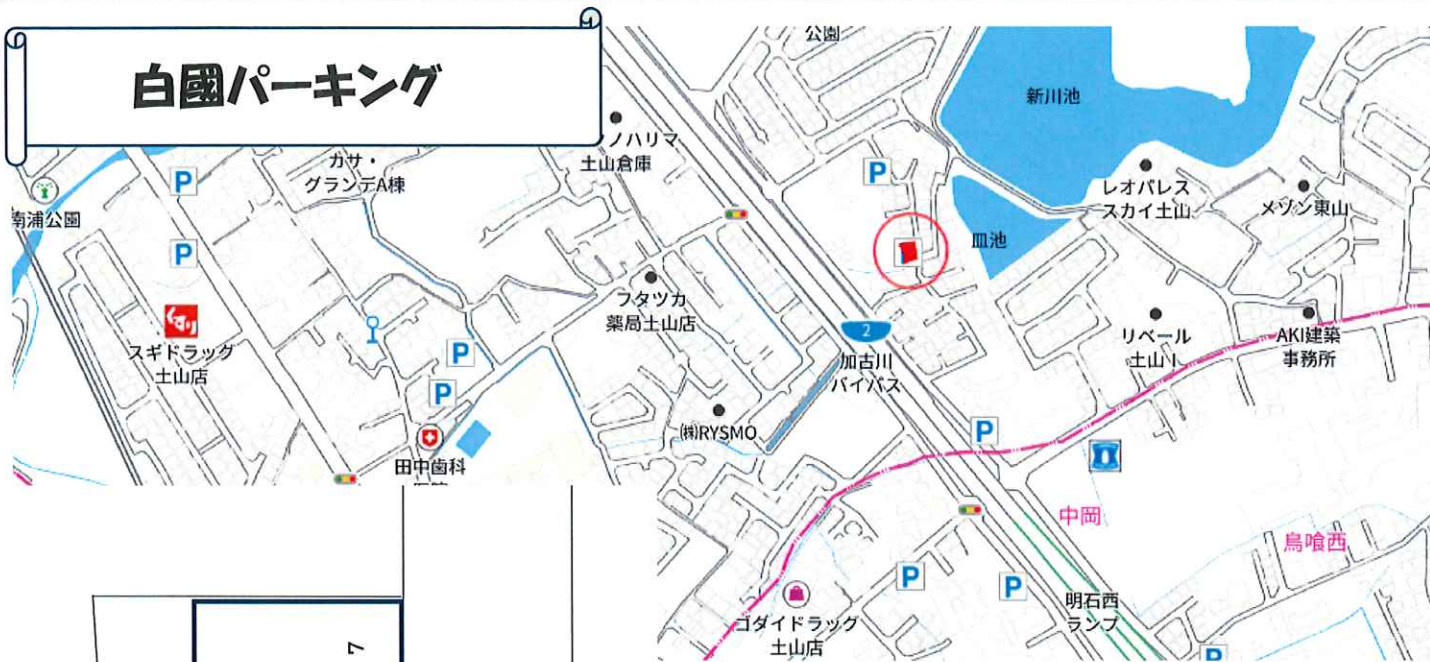 白國パーキング
公園
新川池
ノハリマ
土山倉庫
カサ・
グランデA棟
P
P
レオパレス
スカイ土山
メゾン東山
南浦公園
P
皿池
くすり
スギドラッグ
土山店
フタツカ
薬局土山店
2
加古川
バイパス
リベール
土山Ⅰ
AKI建築
事務所
P
P
㈱RYSMO
P
田中歯科
中岡
鳥喰西
P
P
明石西
ランプ
ゴダイドラッグ
土山店
P
7